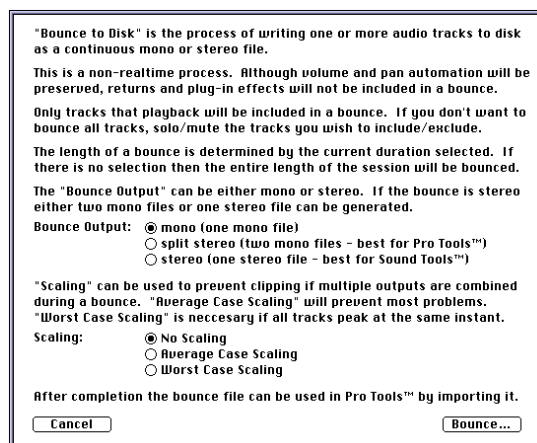 "Bounce to Disk" is the process of writing one or more audio tracks to disk
as a continuous mono or stereo file.
This is a non-realtime process. Although volume and pan automation will be
preserved, returns and plug-in effects will not be included in a bounce.
Only tracks that playback will be included in a bounce. If you don't want to
bounce all tracks, solo/mute the tracks you wish to include/exclude.
The length of a bounce is determined by the current duration selected. If
there is no selection then the entire length of the session will be bounced.
The "Bounce Output" can be either mono or stereo. If the bounce is stereo
either two mono files or one stereo file can be generated.
Bounce Output: mono (one mono file)
split stereo (two mono files - best for Pro Tools™)
stereo (one stereo file - best for Sound Tools™)
"Scaling" can be used to prevent clipping if multiple outputs are combined
during a bounce. "Average Case Scaling" will prevent most problems.
"Worst Case Scaling" is neccesary if all tracks peak at the same instant.
Scaling: No Scaling
Average Case Scaling
Worst Case Scaling
After completion the bounce file can be used in Pro Tools™ by importing it.
Cancel Bounce...